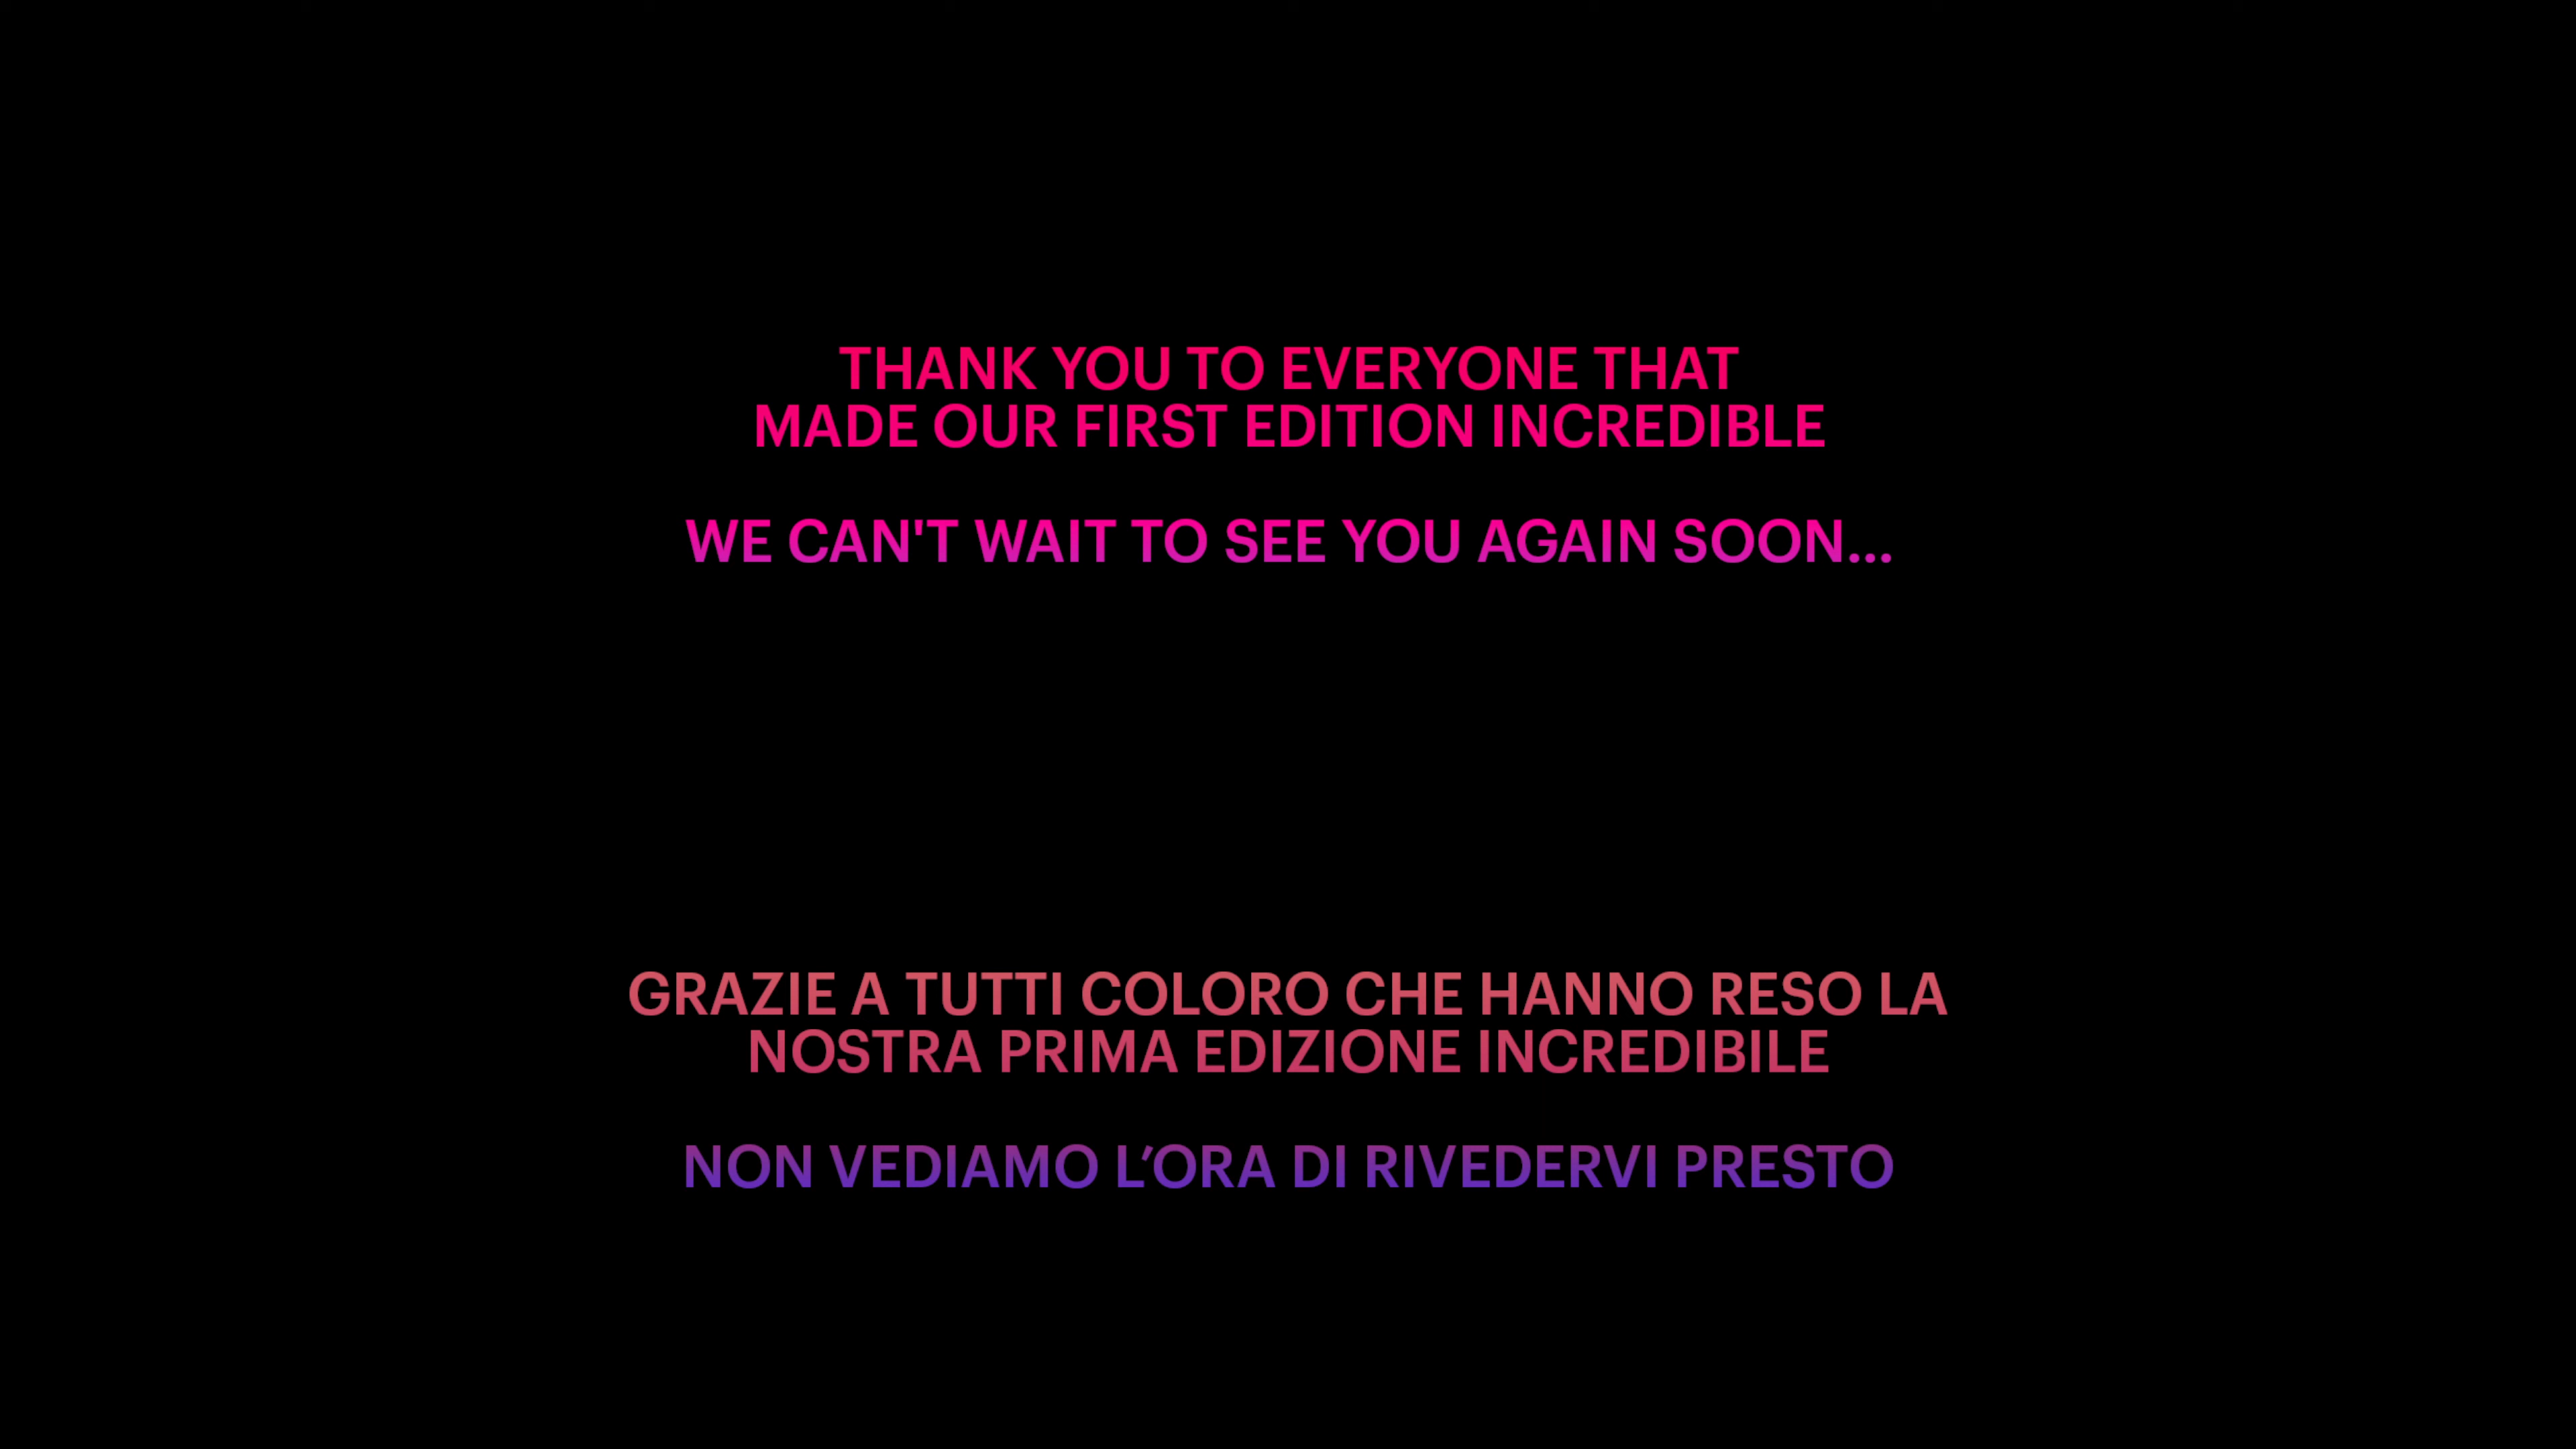 THANK YOU TO EVERYONE THAT
MADE OUR FIRST EDITION INCREDIBLE
WE CAN'T WAIT TO SEE YOU AGAIN SOON...
GRAZIE A TUTTI COLORO CHE HANNO RESO LA
NOSTRA PRIMA EDIZIONE INCREDIBILE
NON VEDIAMO L’ORA DI RIVEDERVI PRESTO